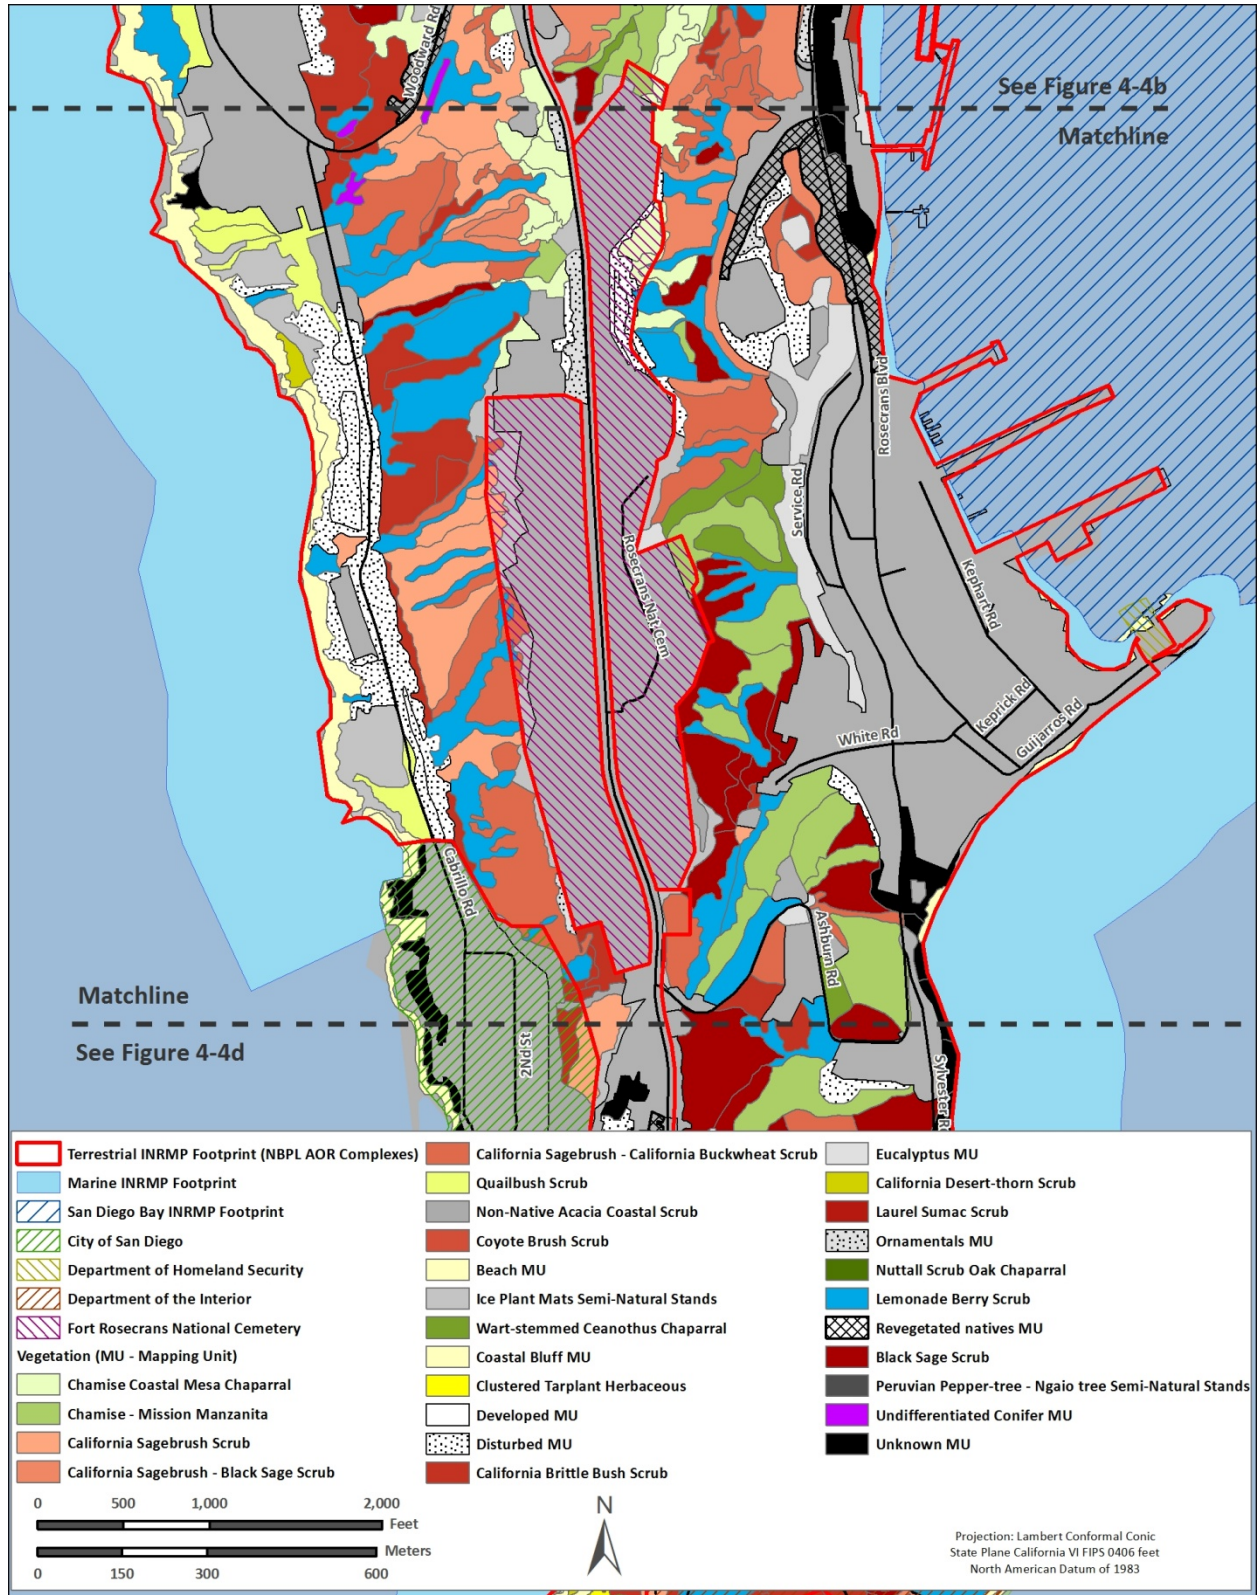 Woodward Rd
See Figure 4-4b
Matchline
Rosecrans Blvd
Service Rd
Rosecrans Nat Cem
Kephart Rd
Keprick Rd
Guijarros Rd
White Rd
Cabrillo Rd
Ashburn Rd
Matchline
See Figure 4-4d
2Nd St
Sylvester R
Terrestrial INRMP Footprint (NBPL AOR Complexes)
Marine INRMP Footprint
San Diego Bay INRMP Footprint
City of San Diego
Department of Homeland Security
Department of the Interior
Fort Rosecrans National Cemetery
Vegetation (MU - Mapping Unit)
Chamise Coastal Mesa Chaparral
Chamise - Mission Manzanita
California Sagebrush Scrub
California Sagebrush - Black Sage Scrub
California Sagebrush - California Buckwheat Scrub
Quailbush Scrub
Non-Native Acacia Coastal Scrub
Coyote Brush Scrub
Beach MU
Ice Plant Mats Semi-Natural Stands
Wart-stemmed Ceanothus Chaparral
Coastal Bluff MU
Clustered Tarplant Herbaceous
Developed MU
Disturbed MU
California Brittle Bush Scrub
Eucalyptus MU
California Desert-thorn Scrub
Laurel Sumac Scrub
Ornamentals MU
Nuttall Scrub Oak Chaparral
Lemonade Berry Scrub
Revegetated natives MU
Black Sage Scrub
Peruvian Pepper-tree - Ngaio tree Semi-Natural Stands
Undifferentiated Conifer MU
Unknown MU
0 500 1,000 2,000
Feet
Meters
0 150 300 600
N
Projection: Lambert Conformal Conic
State Plane California VI FIPS 0406 feet
North American Datum of 1983